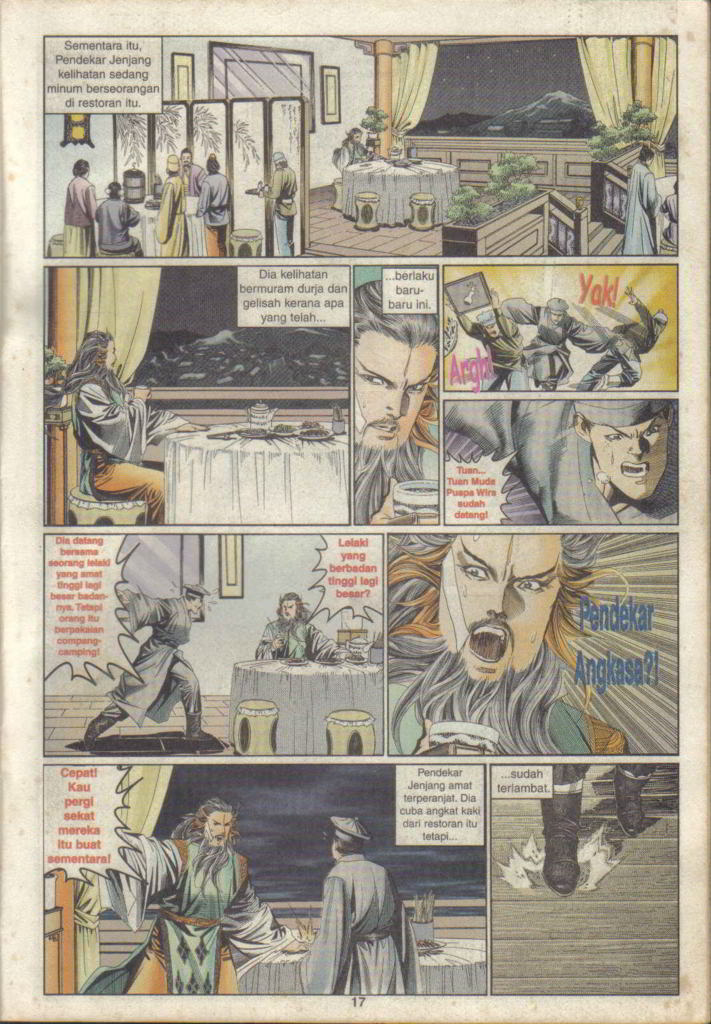 Sementara itu,
Pendekar Jenjang
kelihatan sedang
minum berseorangan
di restoran itu.
Dia kelihatan
bermuram durja dan
gelisah kerana apa
yang telah...
...berlaku
baru-
baru ini.
Yak!
Argh!
Tuan...
Tuan Muda
Puspa Wira
sudah
datang!
Dia datang
bersama
seorang lelaki
yang amat
tinggi lagi
besar badan-
nya. Tetapi
orang itu
berpakaian
compang-
camping!
Lelaki
yang
berbadan
tinggi lagi
besar?
Pendekar
Angkasa?!
Cepat!
Kau
pergi
sekat
mereka
itu buat
sementara!
Pendekar
Jenjang amat
terperanjat. Dia
cuba angkat kaki
dari restoran itu
tetapi...
...sudah
terlambat.
17